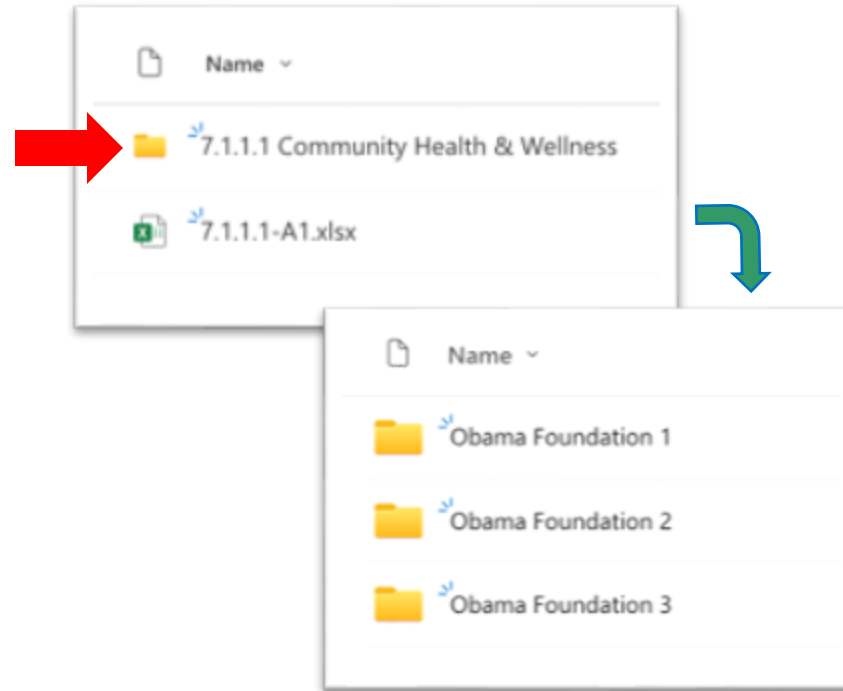 Name
7.1.1.1 Community Health & Wellness
7.1.1.1-A1.xlsx
Name
Obama Foundation 1
Obama Foundation 2
Obama Foundation 3